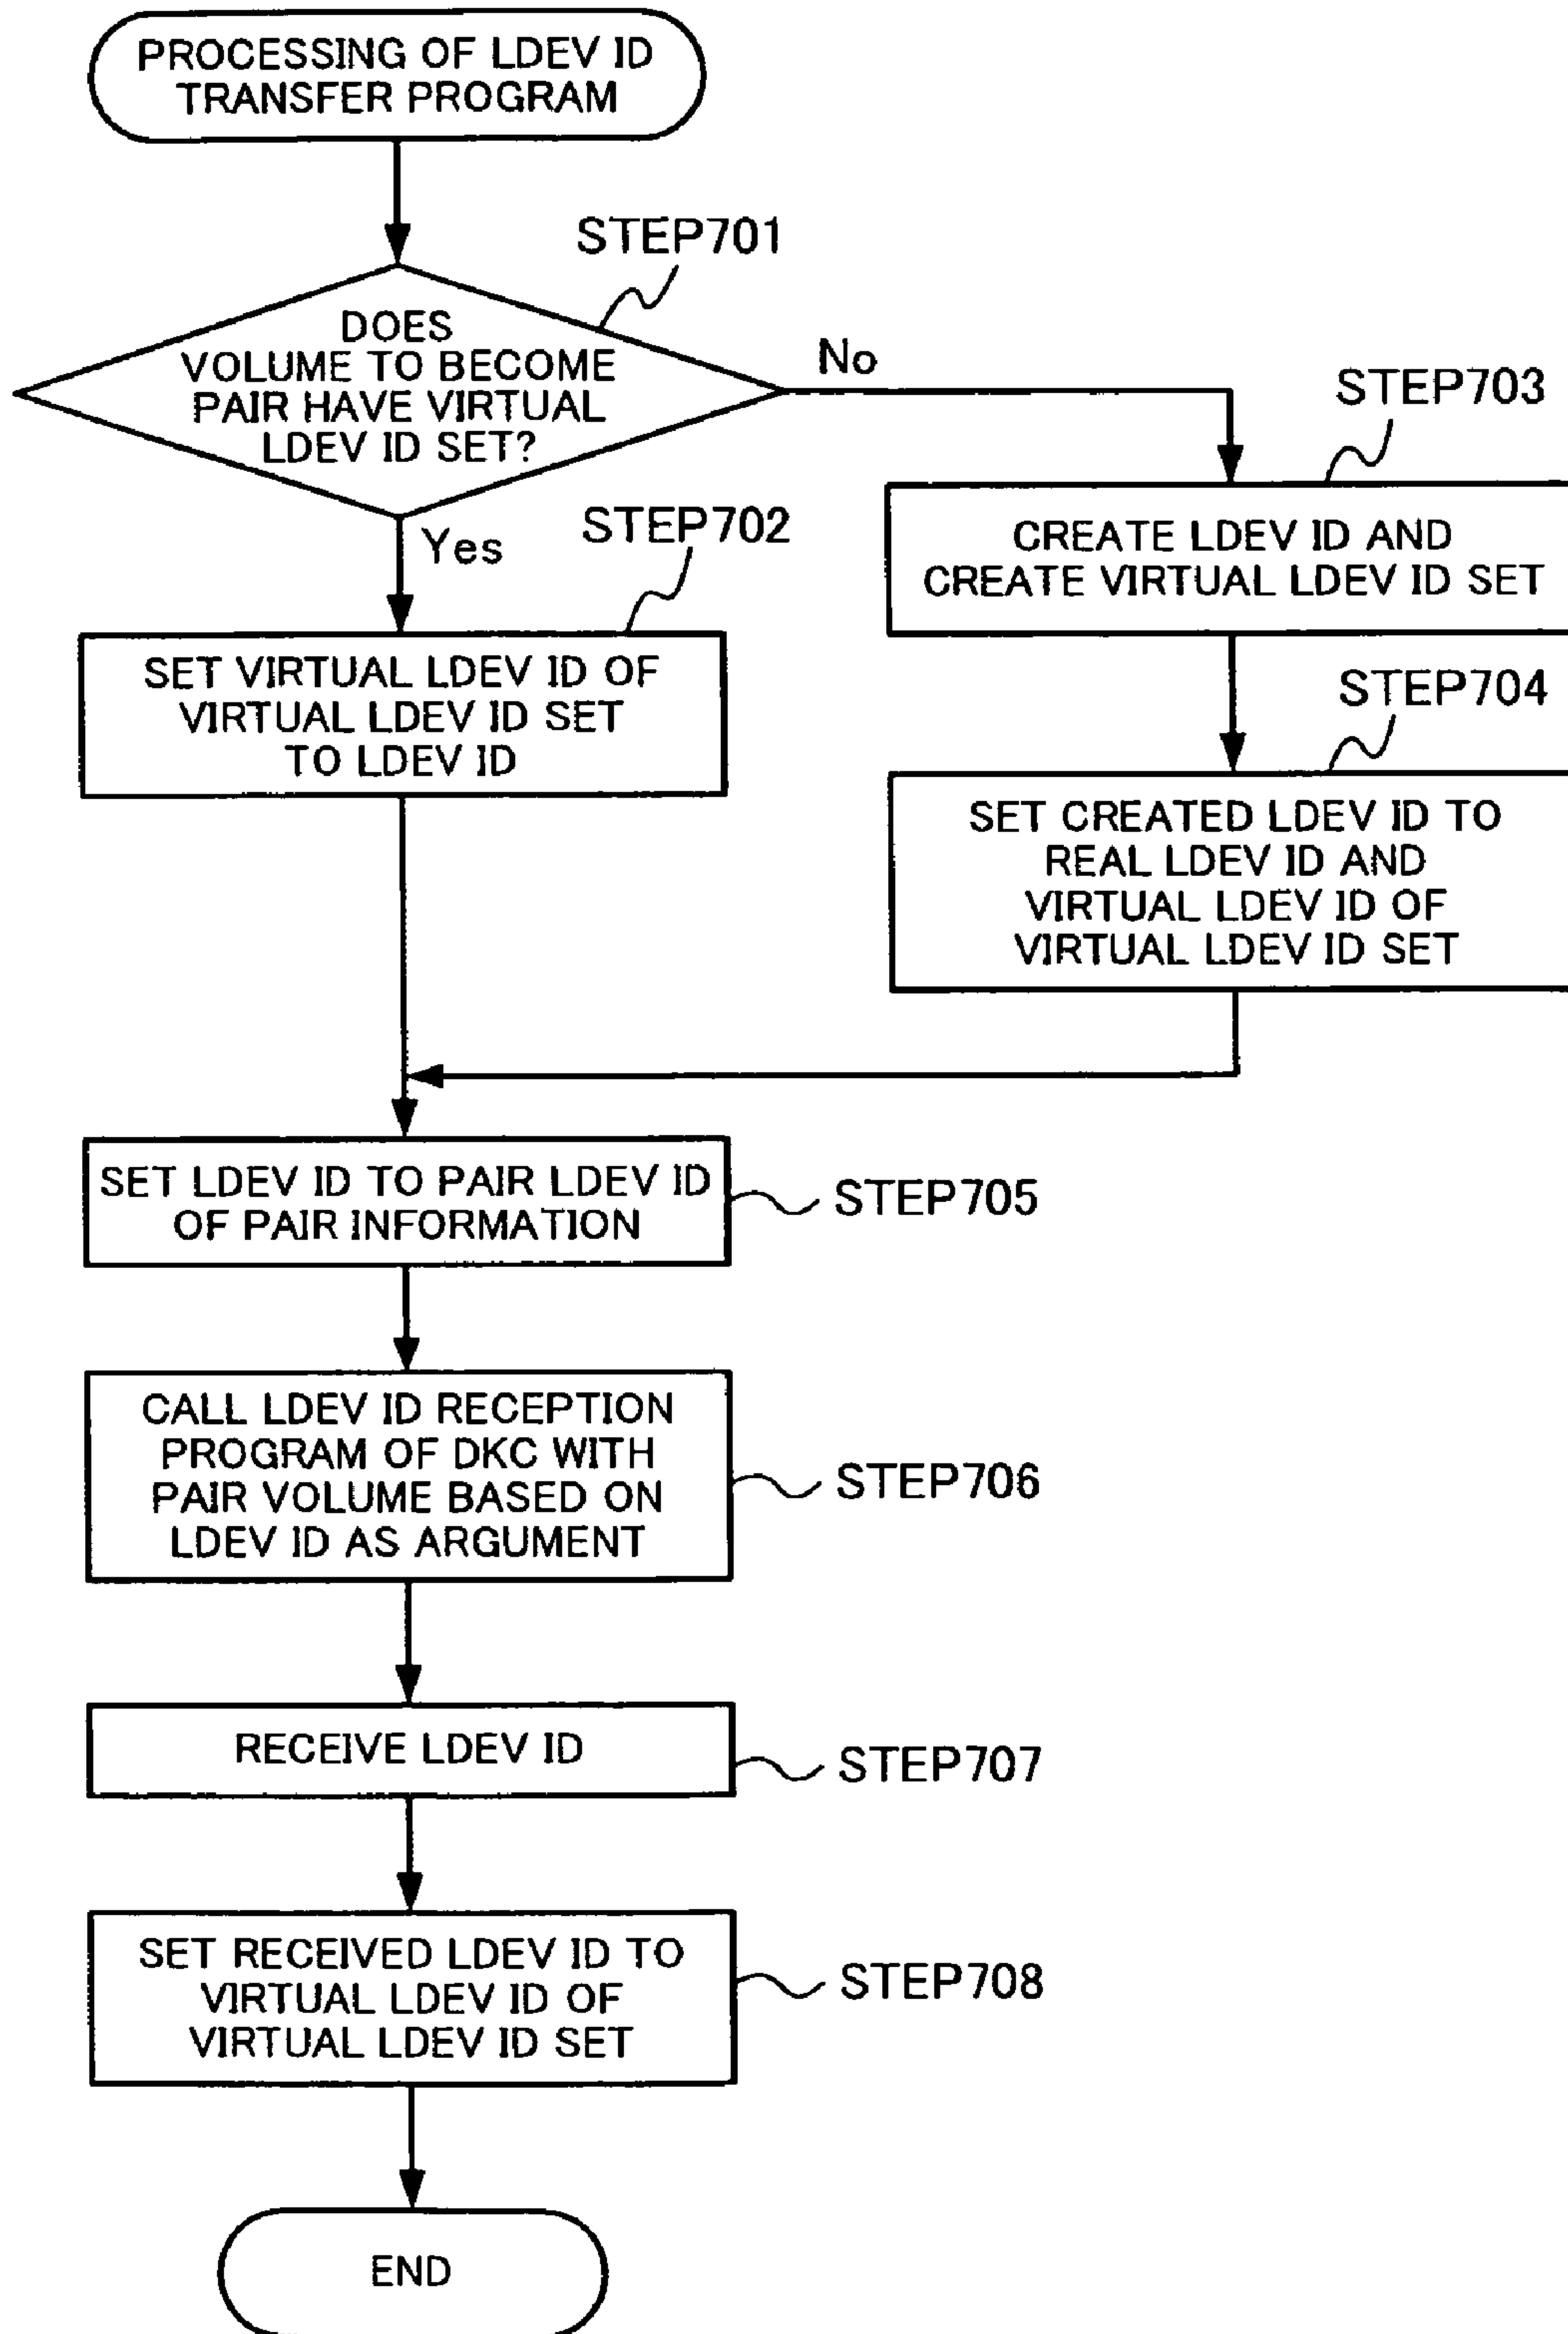 PROCESSING OF LDEV ID
TRANSFER PROGRAM
STEP701
DOES
VOLUME TO BECOME
PAIR HAVE VIRTUAL
LDEV ID SET?
No
Yes
STEP702
SET VIRTUAL LDEV ID OF
VIRTUAL LDEV ID SET
TO LDEV ID
STEP703
CREATE LDEV ID AND
CREATE VIRTUAL LDEV ID SET
STEP704
SET CREATED LDEV ID TO
REAL LDEV ID AND
VIRTUAL LDEV ID OF
VIRTUAL LDEV ID SET
SET LDEV ID TO PAIR LDEV ID
OF PAIR INFORMATION
STEP705
CALL LDEV ID RECEPTION
PROGRAM OF DKC WITH
PAIR VOLUME BASED ON
LDEV ID AS ARGUMENT
STEP706
RECEIVE LDEV ID
STEP707
SET RECEIVED LDEV ID TO
VIRTUAL LDEV ID OF
VIRTUAL LDEV ID SET
STEP708
END